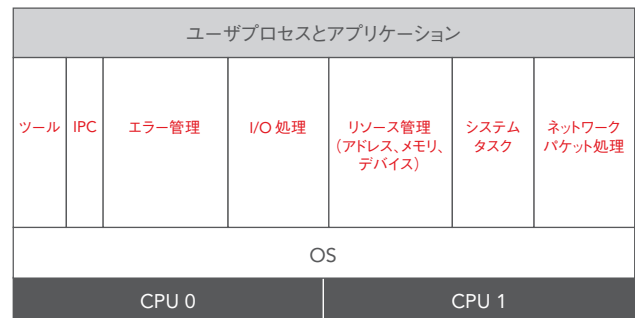 ユーザプロセスとアプリケーション
ツール
IPC
エラー管理
I/O 処理
リソース管理
(アドレス、メモリ、
デバイス)
システム
タスク
ネットワーク
パケット処理
OS
CPU 0
CPU 1